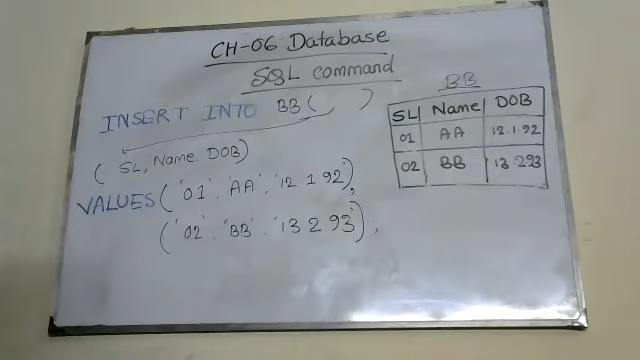 CH-06 Database
SQL command
INSERT INTO BB( )
(SL, Name DOB)
VALUES('01', 'AA', '12 1 92'),
('02', 'BB', '13 2 93');
BB
SL Name DOB
01 AA 12.1.92
02 BB 13.2.93